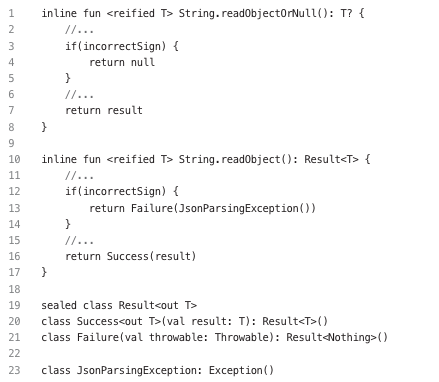 1 inline fun <reified T> String.readObjectOrNull(): T? {
2 //...
3 if(incorrectSign) {
4 return null
5 }
6 //...
7 return result
8 }
9
10 inline fun <reified T> String.readObject(): Result<T> {
11 //...
12 if(incorrectSign) {
13 return Failure(JsonParsingException())
14 }
15 //...
16 return Success(result)
17 }
18
19 sealed class Result<out T>
20 class Success<out T>(val result: T): Result<T>()
21 class Failure(val throwable: Throwable): Result<Nothing>()
22
23 class JsonParsingException: Exception()